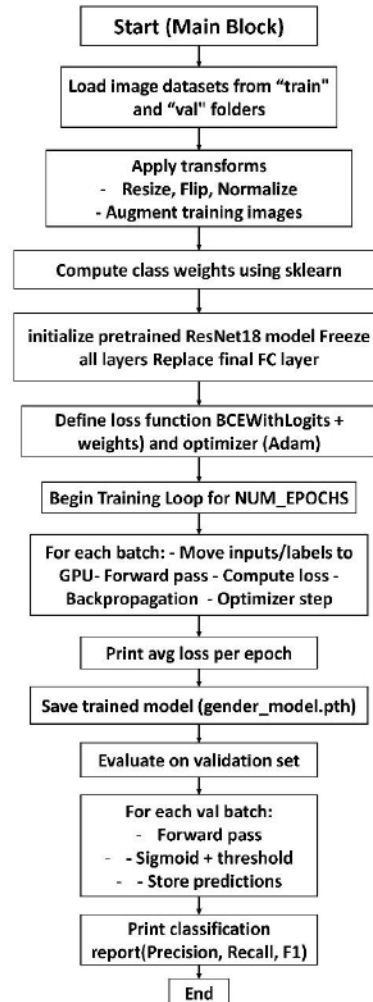 Start (Main Block)
Load image datasets from “train"
and “val" folders
Apply transforms
- Resize, Flip, Normalize
- Augment training images
Compute class weights using sklearn
initialize pretrained ResNet18 model Freeze
all layers Replace final FC layer
Define loss function BCEWithLogits +
weights) and optimizer (Adam)
Begin Training Loop for NUM_EPOCHS
For each batch: - Move inputs/labels to
GPU- Forward pass - Compute loss -
Backpropagation - Optimizer step
Print avg loss per epoch
Save trained model (gender_model.pth)
Evaluate on validation set
For each val batch:
- Forward pass
- - Sigmoid + threshold
- - Store predictions
Print classification
report(Precision, Recall, F1)
End